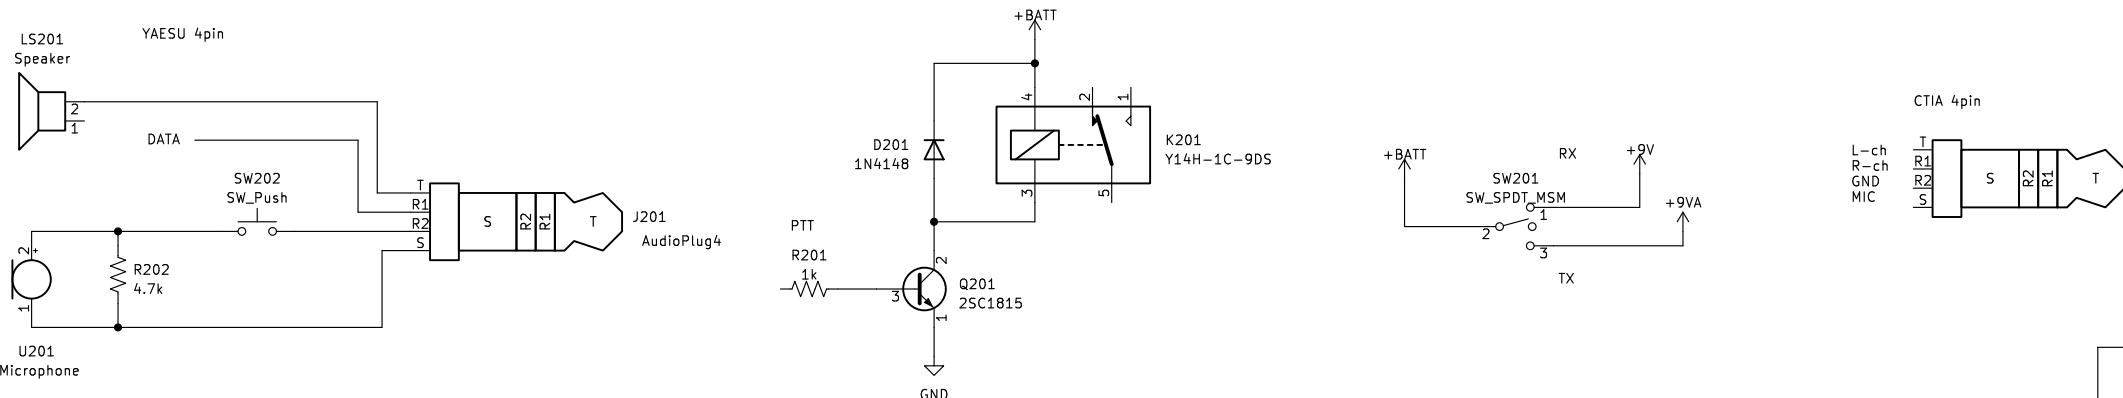 LS201
Speaker
YAESU 4pin
2
1
DATA
SW202
SW_Push
T
R1
R2
S
S
R2
R1
T
J201
AudioPlug4
2
+
1
R202
4.7k
U201
Microphone
+BATT
4
2
1
D201
1N4148
K201
Y14H-1C-9DS
3
5
PTT
R201
1k
3
2
Q201
2SC1815
1
GND
+BATT
RX
+9V
SW201
SW_SPDT_MSM
1
2
3
+9VA
TX
CTIA 4pin
L-ch
R-ch
GND
MIC
T
R1
R2
S
S
R2
R1
T